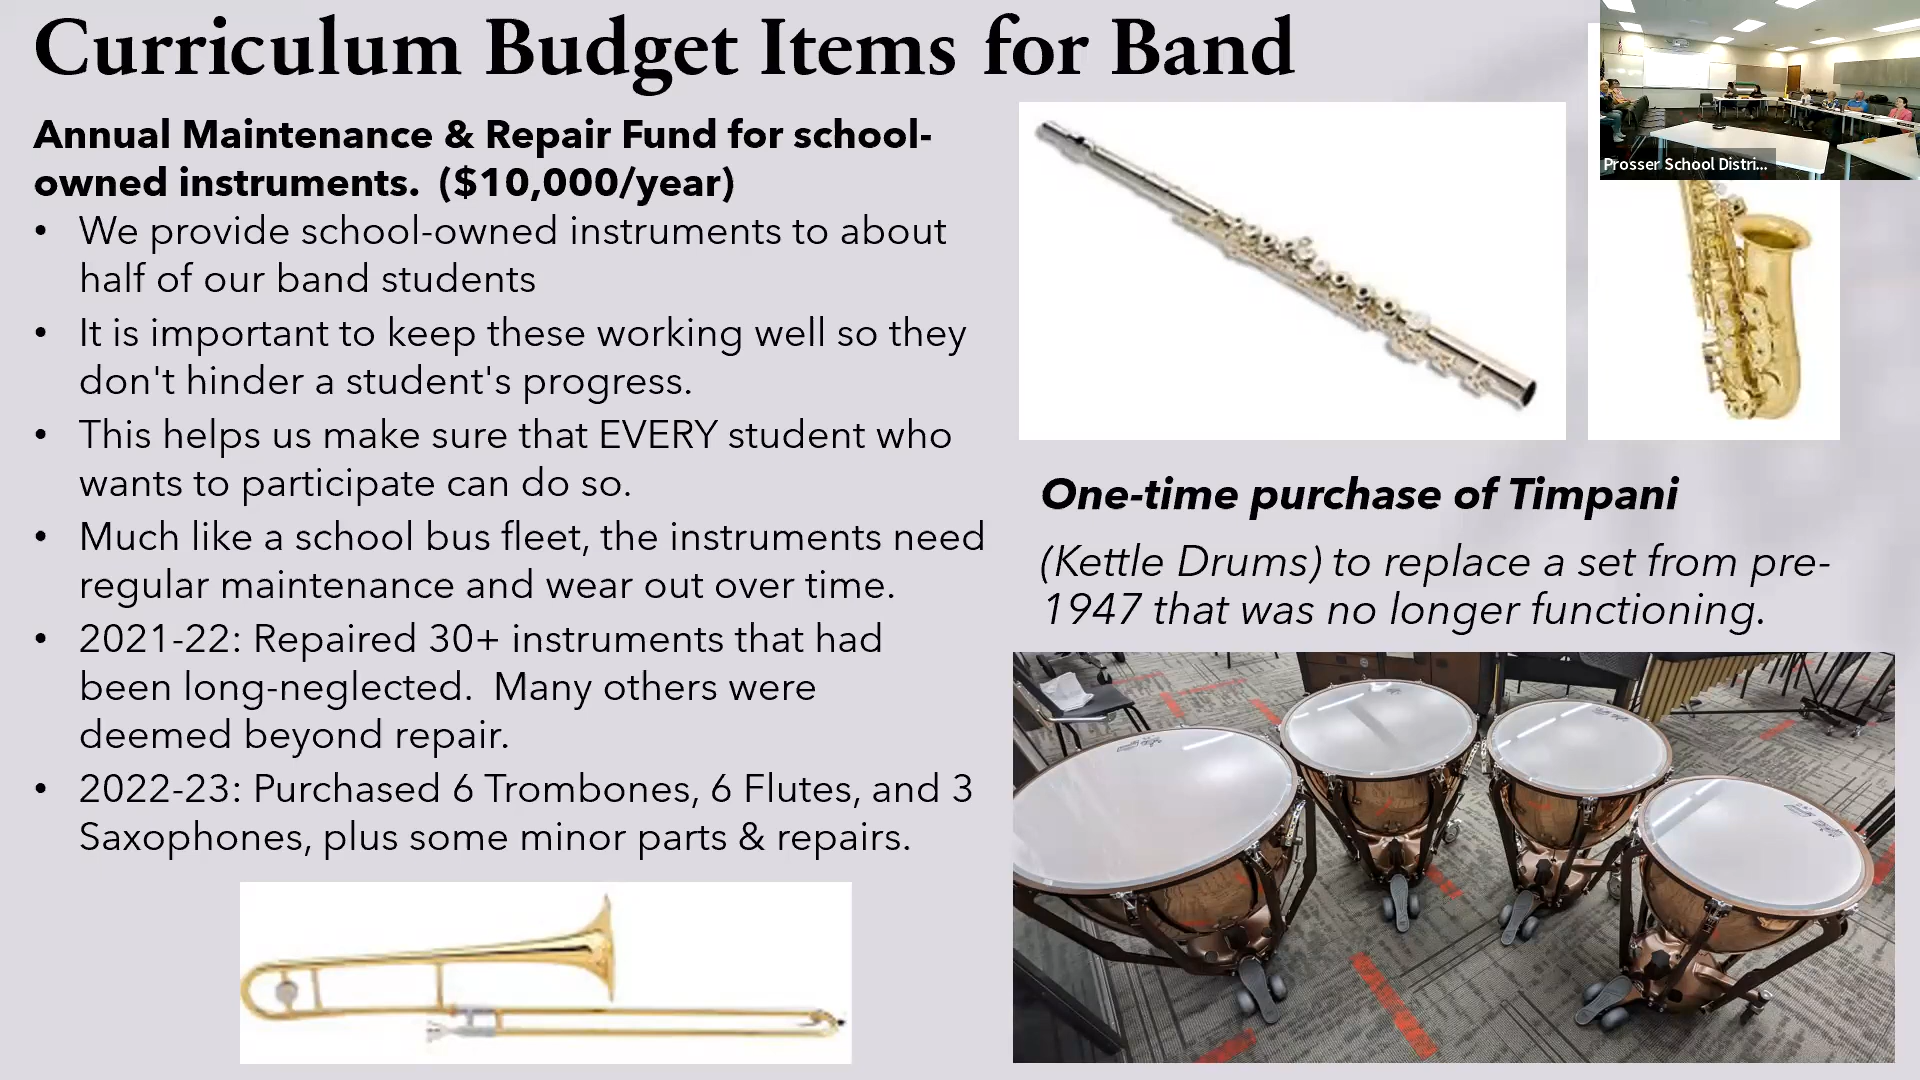 Curriculum Budget Items for Band
Annual Maintenance & Repair Fund for school-
owned instruments.  ($10,000/year)
• We provide school-owned instruments to about
half of our band students
• It is important to keep these working well so they
don't hinder a student's progress.
• This helps us make sure that EVERY student who
wants to participate can do so.
• Much like a school bus fleet, the instruments need
regular maintenance and wear out over time.
• 2021-22: Repaired 30+ instruments that had
been long-neglected.  Many others were
deemed beyond repair.
• 2022-23: Purchased 6 Trombones, 6 Flutes, and 3
Saxophones, plus some minor parts & repairs.
Prosser School Distri...
One-time purchase of Timpani
(Kettle Drums) to replace a set from pre-
1947 that was no longer functioning.